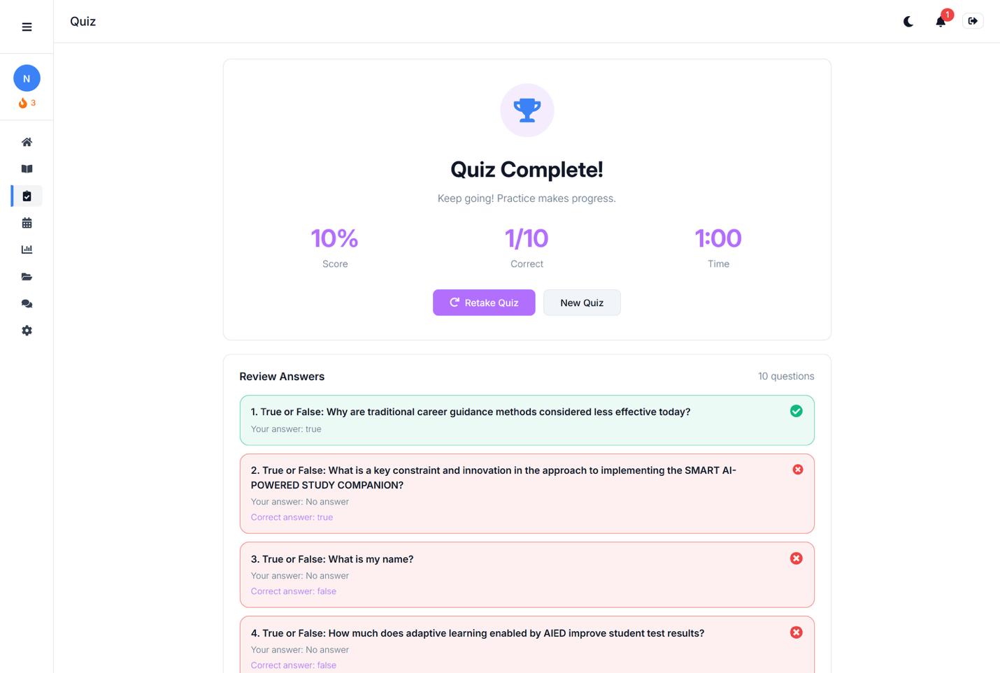 Quiz
1
N
3
Quiz Complete!
Keep going! Practice makes progress.
10%
1/10
1:00
Score
Correct
Time
Retake Quiz
New Quiz
Review Answers
10 questions
1. True or False: Why are traditional career guidance methods considered less effective today?
Your answer: true
2. True or False: What is a key constraint and innovation in the approach to implementing the SMART AI-
POWERED STUDY COMPANION?
Your answer: No answer
Correct answer: true
3. True or False: What is my name?
Your answer: No answer
Correct answer: false
4. True or False: How much does adaptive learning enabled by AIED improve student test results?
Your answer: No answer
Correct answer: false